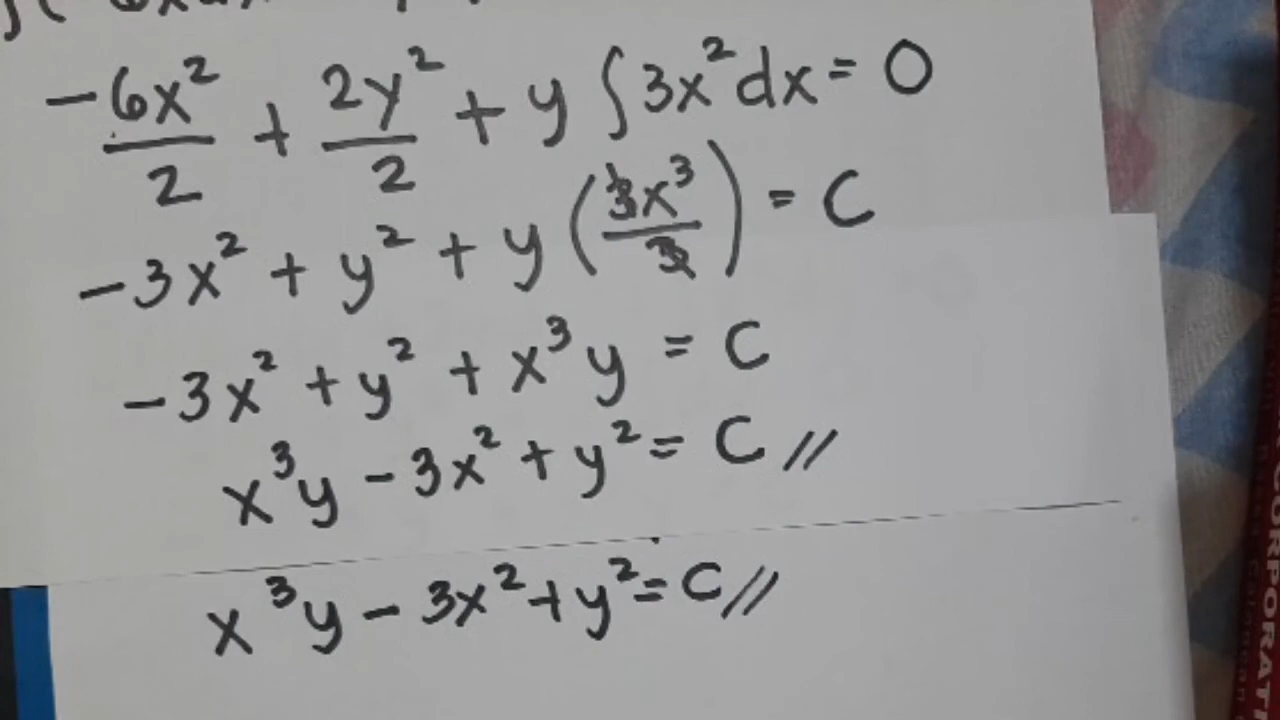 -6x²/2 + 2y²/2 + y ∫ 3x² dx = 0
-3x² + y² + y (3x³/3) = C
-3x² + y² + x³y = C
x³y - 3x² + y² = C //
x³y - 3x² + y² = C //
CORPORATI